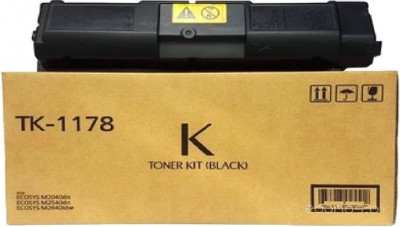 TK-1178
K
TONER KIT (BLACK)
ECOSYS M2040dn
ECOSYS M2540dn
ECOSYS M2640idw